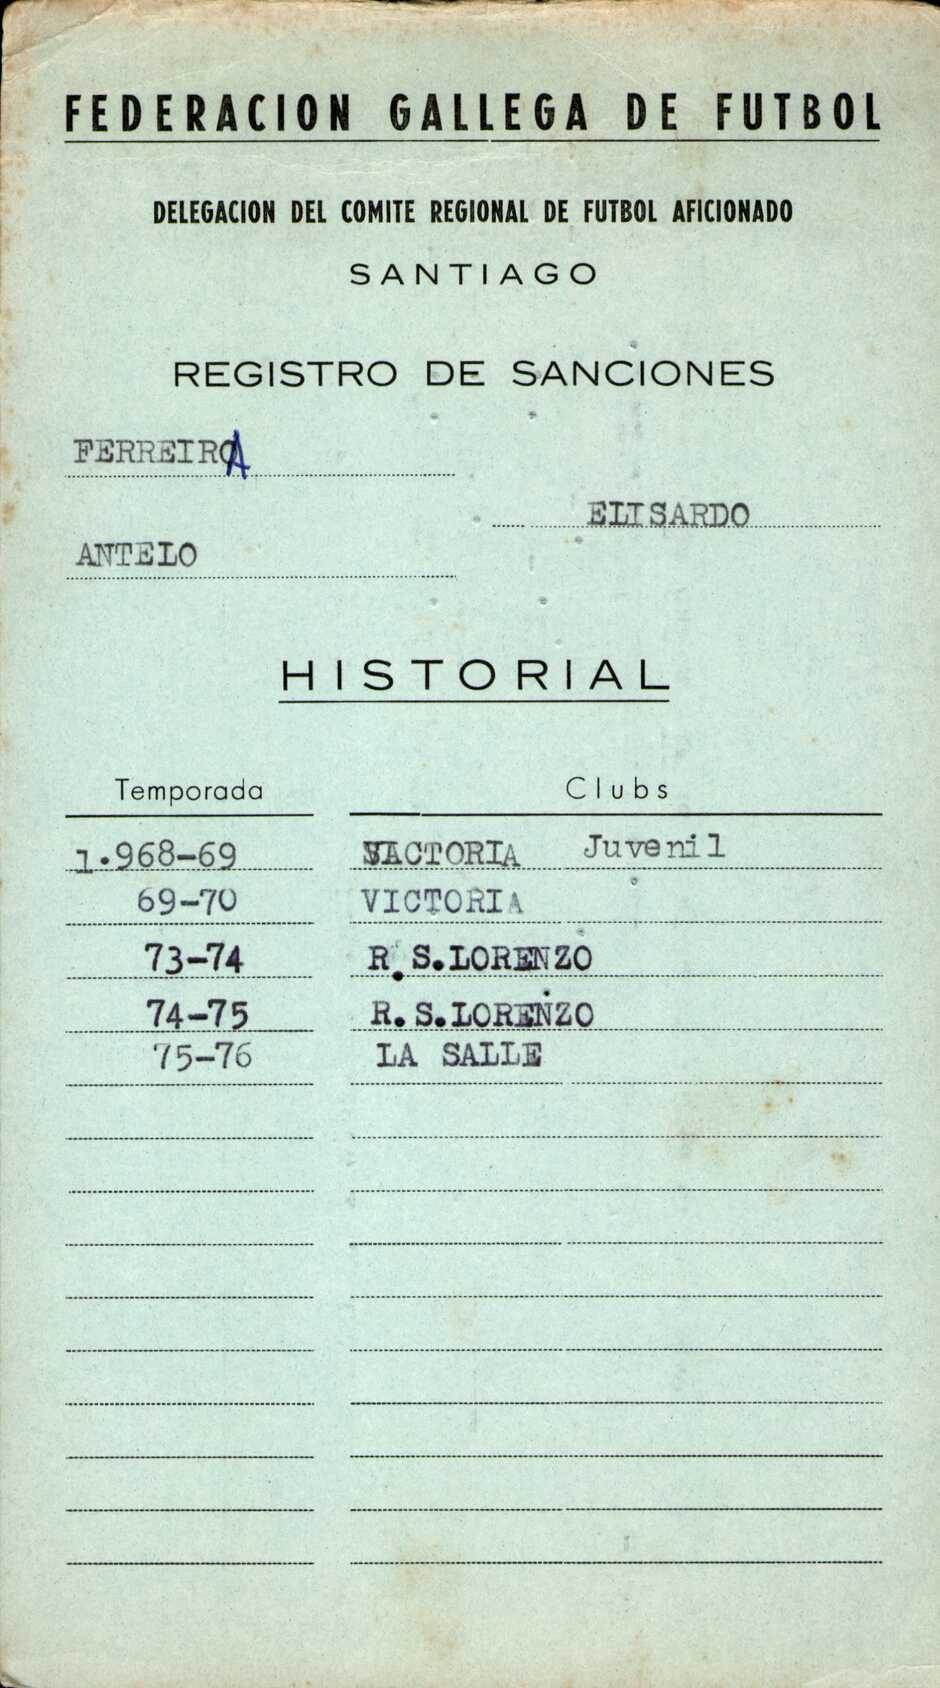 FEDERACION GALLEGA DE FUTBOL
DELEGACION DEL COMITE REGIONAL DE FUTBOL AFICIONADO
SANTIAGO
REGISTRO DE SANCIONES
FERREIRA
ELISARDO
ANTELO
HISTORIAL
Temporada Clubs
1.968-69 VICTORIA Juvenil
69-70 VICTORIA
73-74 R. S.LORENZO
74-75 R.S.LORENZO
75-76 LA SALLE